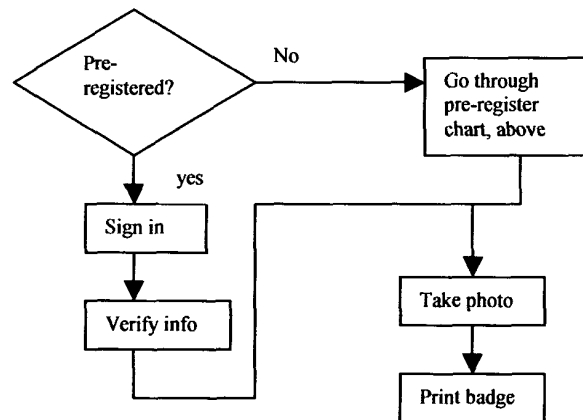 Pre-
registered?
No
Go through
pre-register
chart, above
yes
Sign in
Verify info
Take photo
Print badge